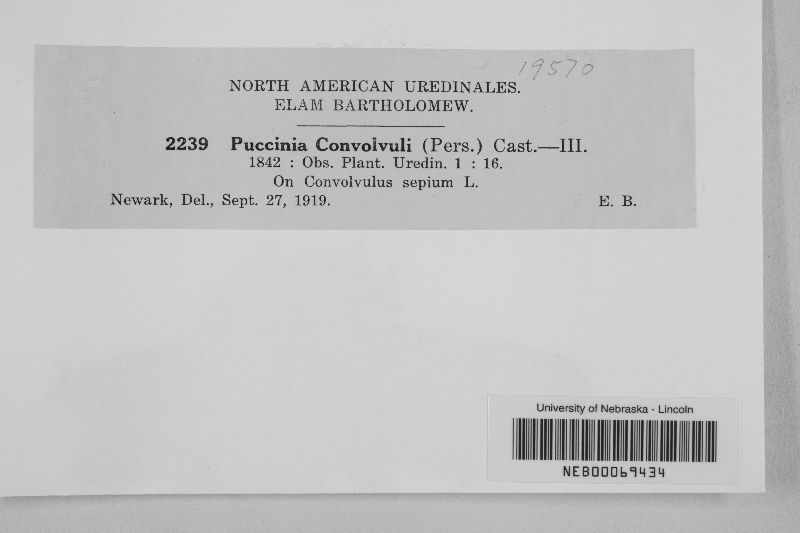 19570
NORTH AMERICAN UREDINALES.
ELAM BARTHOLOMEW.
2239 Puccinia Convolvuli (Pers.) Cast.—III.
1842 : Obs. Plant. Uredin. 1 : 16.
On Convolvulus sepium L.
Newark, Del., Sept. 27, 1919. E. B.
University of Nebraska - Lincoln
NEB00069434